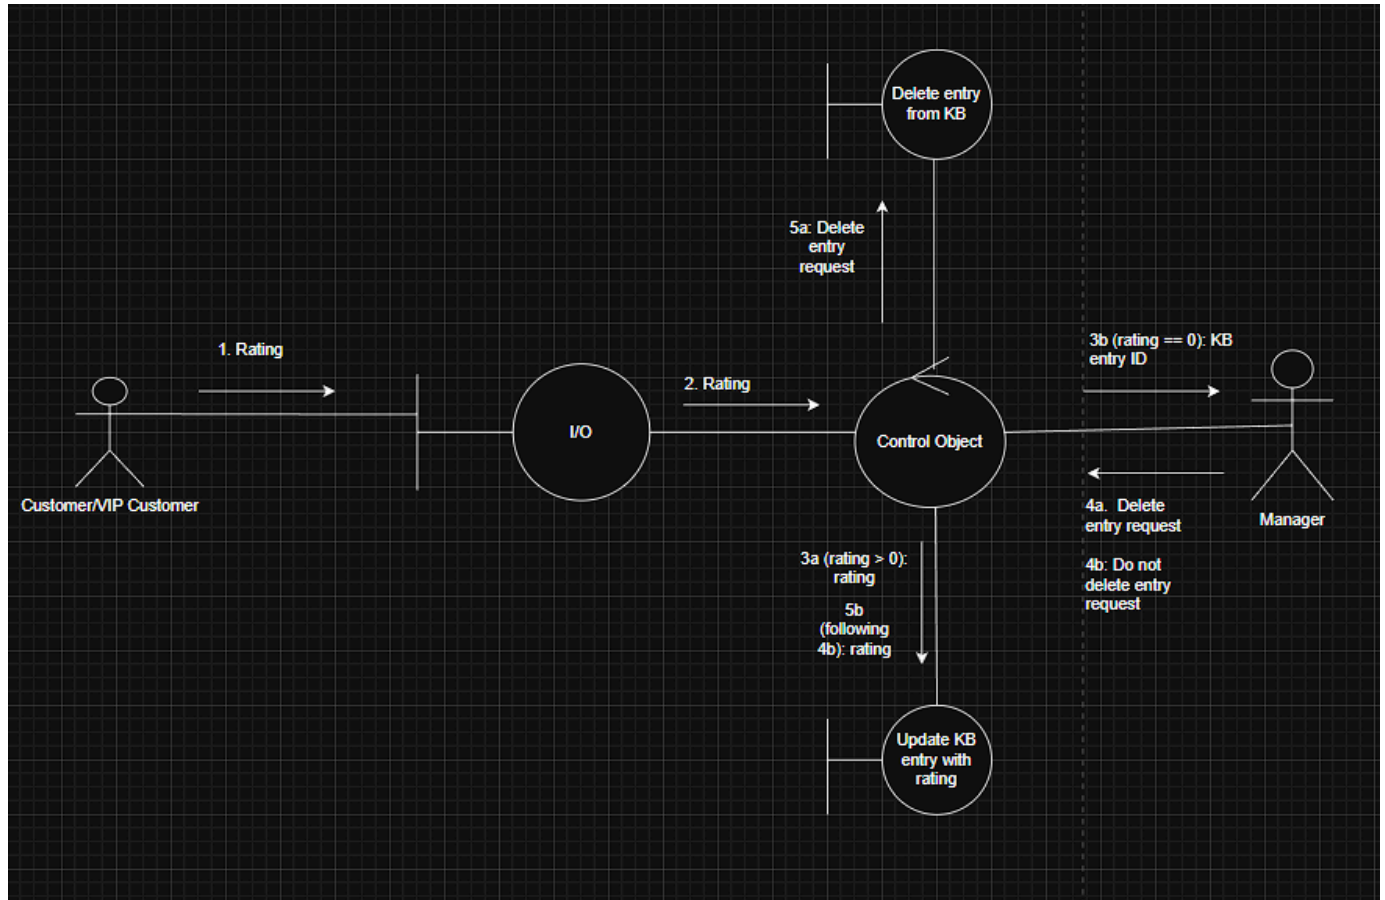 Delete entry
from KB
5a: Delete
entry
request
1. Rating
2. Rating
3b (rating == 0): KB
entry ID
I/O
Control Object
Customer/VIP Customer
4a.  Delete
entry request
Manager
4b: Do not
delete entry
request
3a (rating > 0):
rating
5b
(following
4b): rating
Update KB
entry with
rating